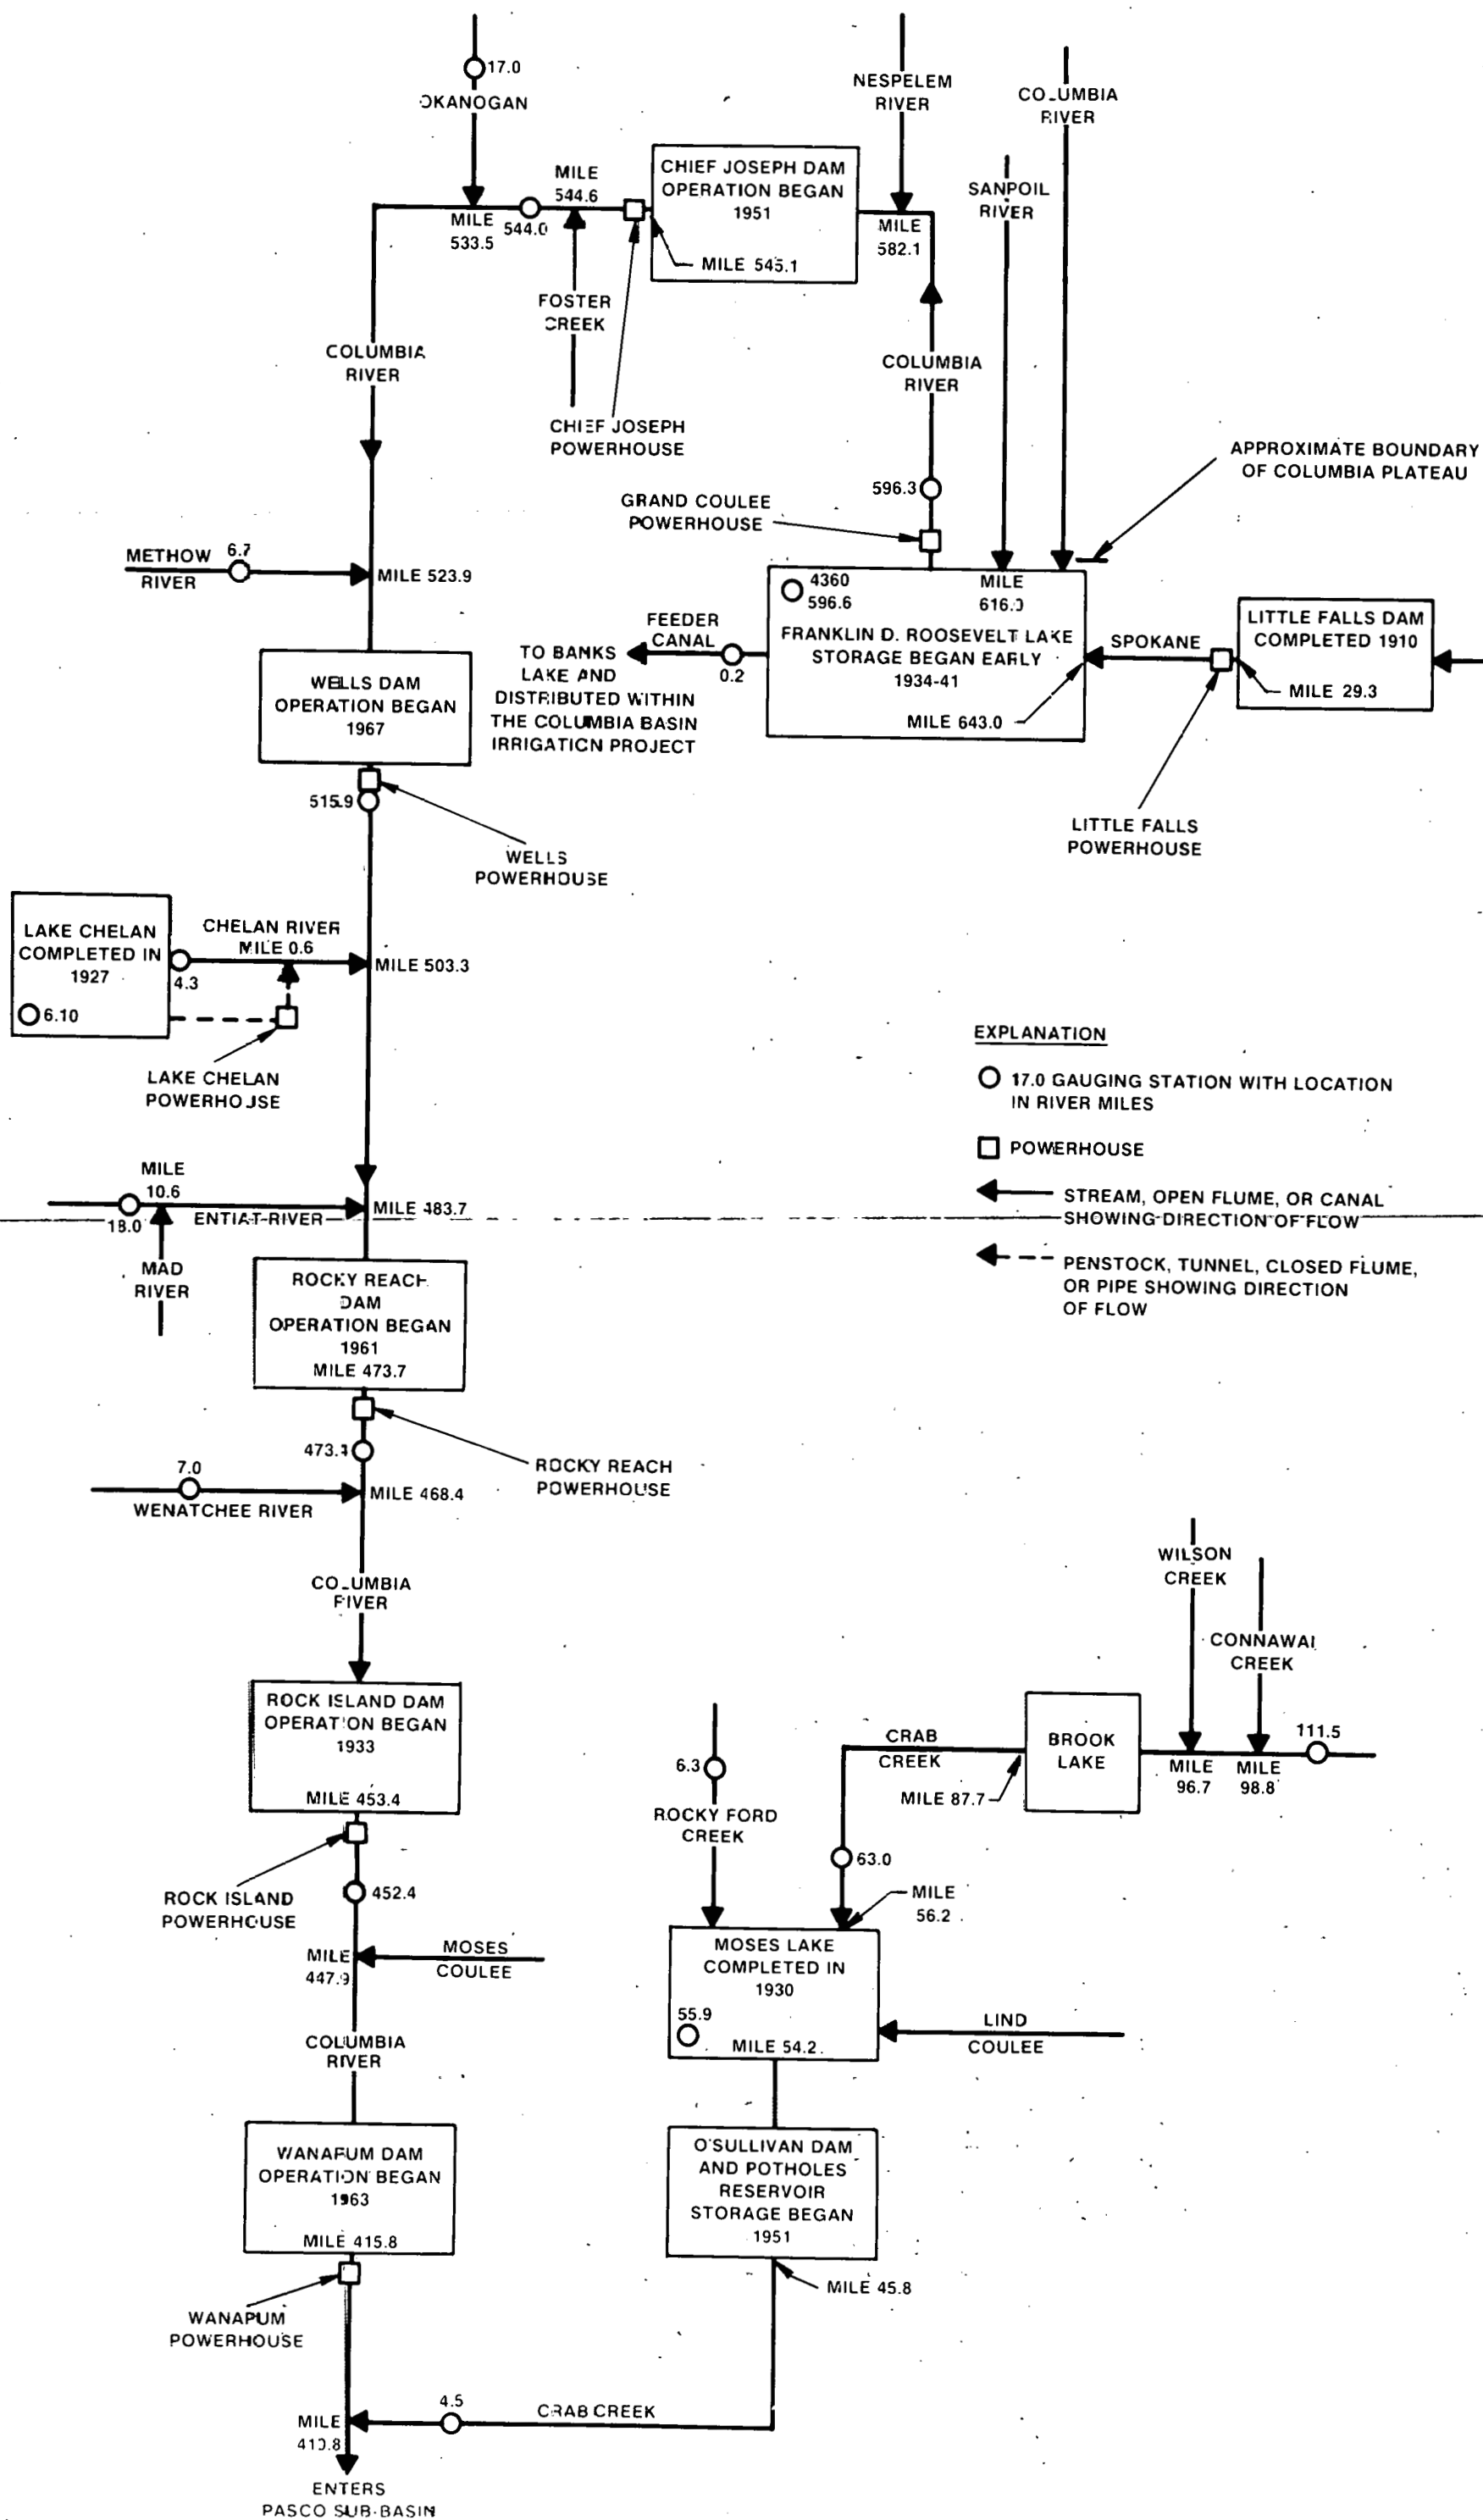 17.0
OKANOGAN
NESPELEM
RIVER
COLUMBIA
RIVER
SANPOIL
RIVER
MILE
544.6
CHIEF JOSEPH DAM
OPERATION BEGAN
1951
MILE 545.1
MILE
533.5
544.0
MILE
582.1
FOSTER
CREEK
COLUMBIA
RIVER
COLUMBIA
RIVER
CHIEF JOSEPH
POWERHOUSE
APPROXIMATE BOUNDARY
OF COLUMBIA PLATEAU
596.3
GRAND COULEE
POWERHOUSE
METHOW
RIVER
6.7
MILE 523.9
4360
596.6
MILE
616.0
FRANKLIN D. ROOSEVELT LAKE
STORAGE BEGAN EARLY
1934-41
MILE 643.0
FEEDER
CANAL
0.2
TO BANKS
LAKE AND
DISTRIBUTED WITHIN
THE COLUMBIA BASIN
IRRIGATION PROJECT
SPOKANE
LITTLE FALLS DAM
COMPLETED 1910
MILE 29.3
LITTLE FALLS
POWERHOUSE
WELLS DAM
OPERATION BEGAN
1967
515.9
WELLS
POWERHOUSE
LAKE CHELAN
COMPLETED IN
1927
6.10
CHELAN RIVER
MILE 0.6
4.3
MILE 503.3
LAKE CHELAN
POWERHOUSE
EXPLANATION
17.0 GAUGING STATION WITH LOCATION
IN RIVER MILES
POWERHOUSE
STREAM, OPEN FLUME, OR CANAL
SHOWING DIRECTION OF FLOW
PENSTOCK, TUNNEL, CLOSED FLUME,
OR PIPE SHOWING DIRECTION
OF FLOW
MILE
10.6
18.0
ENTIAT RIVER
MILE 483.7
MAD
RIVER
ROCKY REACH
DAM
OPERATION BEGAN
1961
MILE 473.7
ROCKY REACH
POWERHOUSE
7.0
WENATCHEE RIVER
MILE 468.4
COLUMBIA
RIVER
ROCK ISLAND DAM
OPERATION BEGAN
1933
MILE 453.4
ROCK ISLAND
POWERHOUSE
452.4
MILE
447.9
MOSES
COULEE
COLUMBIA
RIVER
WANAPUM DAM
OPERATION BEGAN
1963
MILE 415.8
WANAPUM
POWERHOUSE
WILSON
CREEK
CONNAWAI
CREEK
111.5
MILE
96.7
MILE
98.8
BROOK
LAKE
CRAB
CREEK
MILE 87.7
6.3
ROCKY FORD
CREEK
63.0
MILE
56.2
MOSES LAKE
COMPLETED IN
1930
55.9
MILE 54.2
LIND
COULEE
O'SULLIVAN DAM
AND POTHOLES
RESERVOIR
STORAGE BEGAN
1951
MILE 45.8
4.5
CRAB CREEK
MILE
410.8
ENTERS
PASCO SUB-BASIN